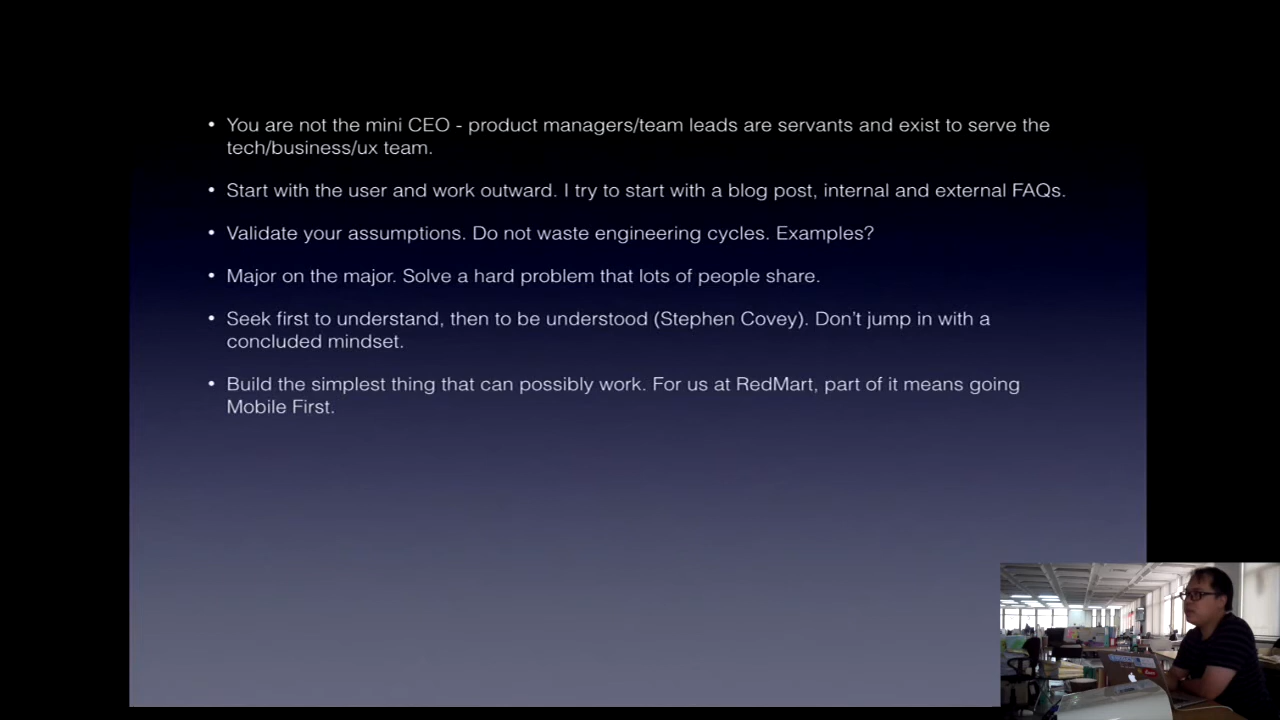 • You are not the mini CEO - product managers/team leads are servants and exist to serve the
tech/business/ux team.
• Start with the user and work outward. I try to start with a blog post, internal and external FAQs.
• Validate your assumptions. Do not waste engineering cycles. Examples?
• Major on the major. Solve a hard problem that lots of people share.
• Seek first to understand, then to be understood (Stephen Covey). Don't jump in with a
concluded mindset.
• Build the simplest thing that can possibly work. For us at RedMart, part of it means going
Mobile First.